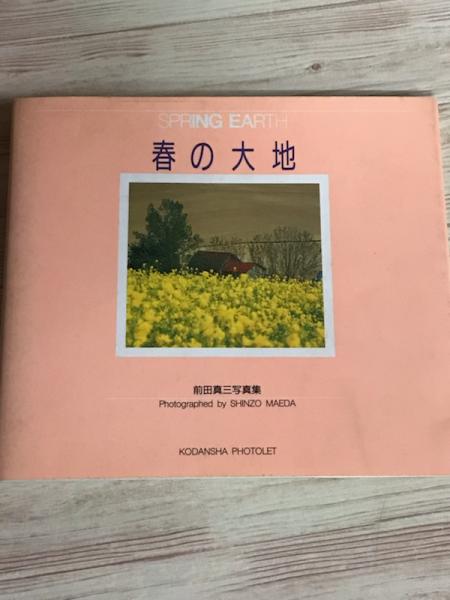 SPRING EARTH
春の大地
前田真三写真集
Photographed by SHINZO MAEDA
KODANSHA PHOTOLET